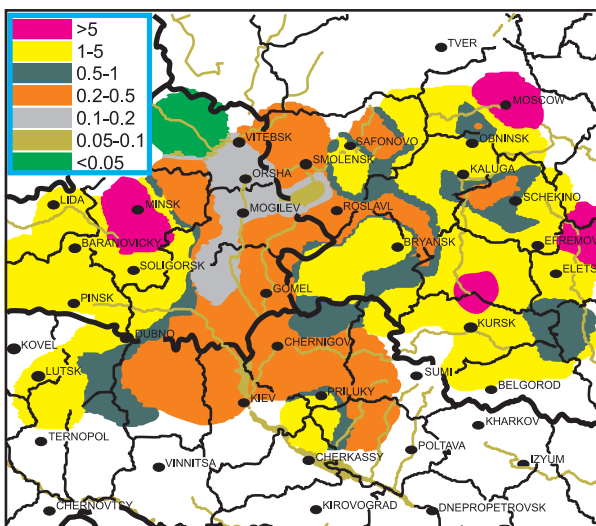 >5
1-5
0.5-1
0.2-0.5
0.1-0.2
0.05-0.1
<0.05
TVER
MOSCOW
VITEBSK
SAFONOVO
OBNINSK
SMOLENSK
ORSHA
KALUGA
LIDA
MINSK
MOGILEV
ROSLAVL
SCHEKINO
BARANOVICKY
BRYANSK
EFREMOV
SOLIGORSK
ELETS
PINSK
GOMEL
KOVEL
DUBNO
CHERNIGOV
KURSK
LUTSK
SUMI
KIEV
PRILUKY
BELGOROD
TERNOPOL
KHARKOV
VINNITSA
CHERKASSY
POLTAVA
IZYUM
CHERNOVTSY
KIROVOGRAD
DNEPROPETROVSK